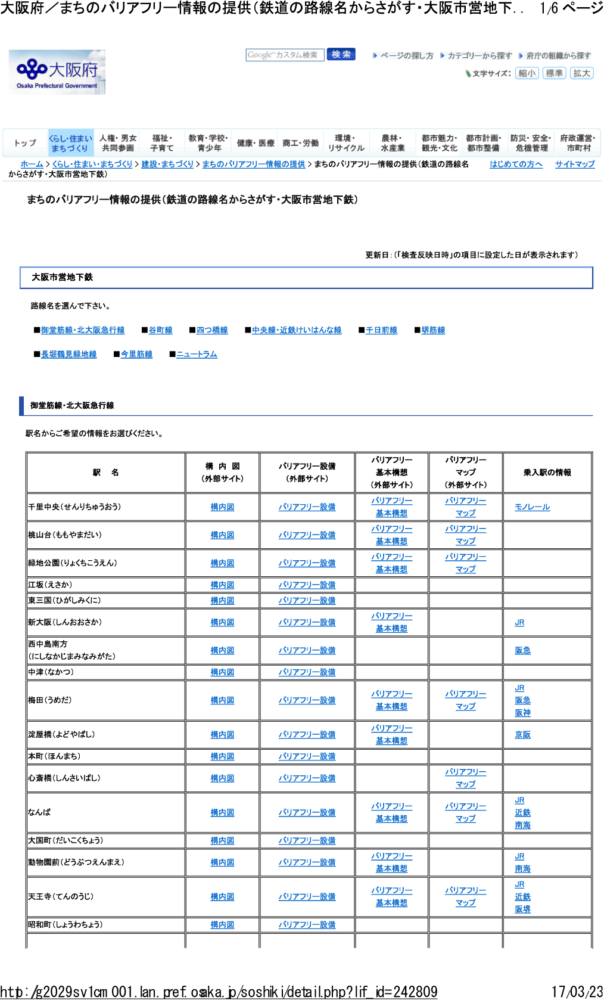 大阪府／まちのバリアフリー情報の提供(鉄道の路線名からさがす・大阪市営地下.. 1/6 ページ
大阪府
Osaka Prefectural Government
Google™カスタム検索 検索 ページの探し方 カテゴリーから探す 府庁の組織から探す
文字サイズ： 縮小 標準 拡大
トップ
くらし・住まい
まちづくり
人権・男女
共同参画
福祉・
子育て
教育・学校・
青少年
健康・医療
商工・労働
環境・
リサイクル
農林・
水産業
都市魅力・
観光・文化
都市計画・
都市整備
防災・安全・
危機管理
府政運営・
市町村
ホーム > くらし・住まい・まちづくり > 建設・まちづくり > まちのバリアフリー情報の提供 > まちのバリアフリー情報の提供(鉄道の路線名
からさがす・大阪市営地下鉄)
はじめての方へ サイトマップ
まちのバリアフリー情報の提供(鉄道の路線名からさがす・大阪市営地下鉄)
更新日：(「検査反映日時」の項目に設定した日が表示されます)
大阪市営地下鉄
路線名を選んで下さい。
■御堂筋線・北大阪急行線 ■谷町線 ■四つ橋線 ■中央線・近鉄けいはんな線 ■千日前線 ■堺筋線
■長堀鶴見緑地線 ■今里筋線 ■ニュートラム
御堂筋線・北大阪急行線
駅名からご希望の情報をお選びください。
駅 名
構 内 図
(外部サイト)
バリアフリー設備
(外部サイト)
バリアフリー
基本構想
(外部サイト)
バリアフリー
マップ
(外部サイト)
乗入駅の情報
千里中央(せんりちゅうおう) 構内図 バリアフリー設備
バリアフリー
基本構想
バリアフリー
マップ
モノレール
桃山台(ももやまだい) 構内図 バリアフリー設備
バリアフリー
基本構想
バリアフリー
マップ
緑地公園(りょくちこうえん) 構内図 バリアフリー設備
バリアフリー
基本構想
バリアフリー
マップ
江坂(えさか) 構内図 バリアフリー設備
東三国(ひがしみくに) 構内図 バリアフリー設備
新大阪(しんおおさか) 構内図 バリアフリー設備
バリアフリー
基本構想
JR
西中島南方
(にしなかじまみなみがた)
構内図 バリアフリー設備 阪急
中津(なかつ) 構内図 バリアフリー設備
梅田(うめだ) 構内図 バリアフリー設備
バリアフリー
基本構想
バリアフリー
マップ
JR
阪急
阪神
淀屋橋(よどやばし) 構内図 バリアフリー設備
バリアフリー
基本構想
京阪
本町(ほんまち) 構内図 バリアフリー設備
心斎橋(しんさいばし) 構内図 バリアフリー設備
バリアフリー
マップ
なんば 構内図 バリアフリー設備
バリアフリー
基本構想
バリアフリー
マップ
JR
近鉄
南海
大国町(だいこくちょう) 構内図 バリアフリー設備
動物園前(どうぶつえんまえ) 構内図 バリアフリー設備
バリアフリー
基本構想
JR
南海
天王寺(てんのうじ) 構内図 バリアフリー設備
バリアフリー
基本構想
バリアフリー
マップ
JR
近鉄
阪堺
昭和町(しょうわちょう) 構内図 バリアフリー設備
http://g2029sv1cm001.lan.pref.osaka.jp/soshiki/detail.php?lif_id=242809 17/03/23